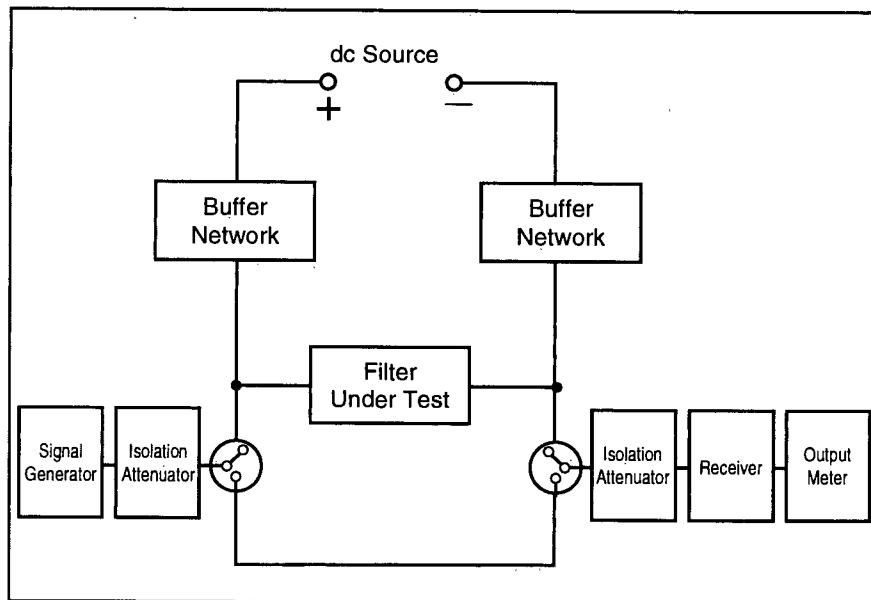 dc Source
+
—
Buffer
Network
Buffer
Network
Filter
Under Test
Signal
Generator
Isolation
Attenuator
Isolation
Attenuator
Receiver
Output
Meter